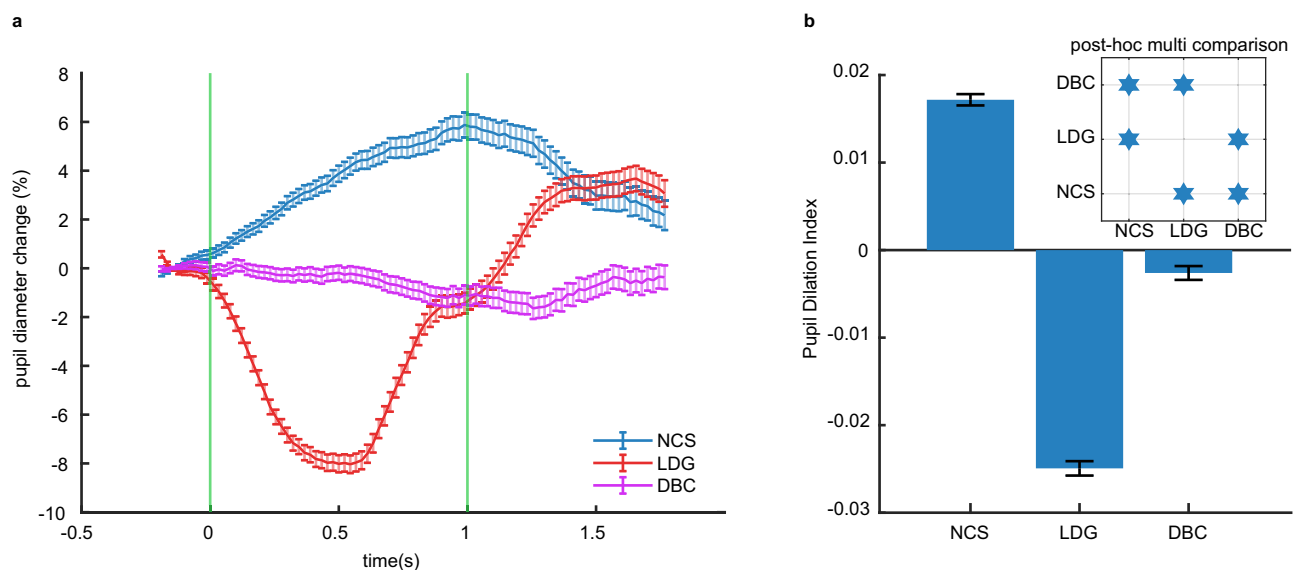 a
8
6
4
2
0
-2
-4
-6
-8
-10
-0.5
0
0.5
1
1.5
time(s)
pupil diameter change (%)
NCS
LDG
DBC
b
post-hoc multi comparison
DBC
LDG
NCS
NCS LDG DBC
0.02
0.01
0
-0.01
-0.02
-0.03
Pupil Dilation Index
NCS
LDG
DBC